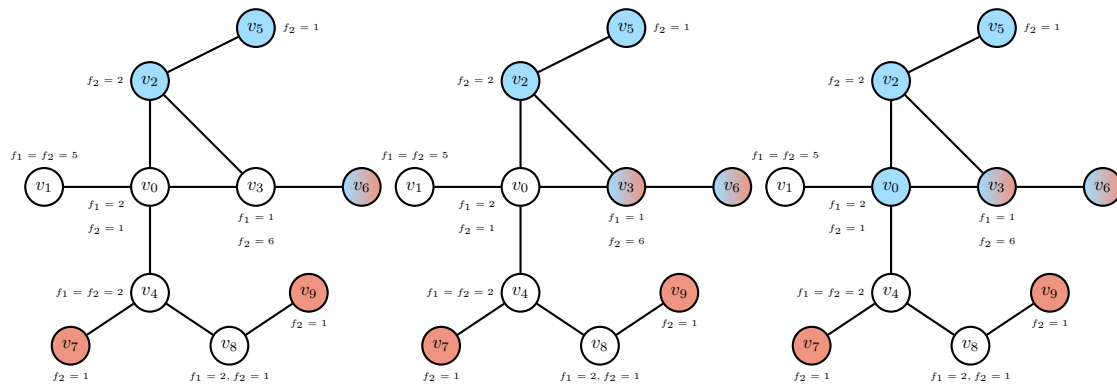 v₅
f₂ = 1
f₂ = 2
v₂
f₁ = f₂ = 5
v₁
v₀
v₃
v₆
f₁ = 2
f₂ = 1
f₁ = 1
f₂ = 6
f₁ = f₂ = 2
v₄
v₉
f₂ = 1
v₇
v₈
f₂ = 1
f₁ = 2, f₂ = 1
v₅
f₂ = 1
f₂ = 2
v₂
f₁ = f₂ = 5
v₁
v₀
v₃
v₆
f₁ = 2
f₂ = 1
f₁ = 1
f₂ = 6
f₁ = f₂ = 2
v₄
v₉
f₂ = 1
v₇
v₈
f₂ = 1
f₁ = 2, f₂ = 1
v₅
f₂ = 1
f₂ = 2
v₂
f₁ = f₂ = 5
v₁
v₀
v₃
v₆
f₁ = 2
f₂ = 1
f₁ = 1
f₂ = 6
f₁ = f₂ = 2
v₄
v₉
f₂ = 1
v₇
v₈
f₂ = 1
f₁ = 2, f₂ = 1